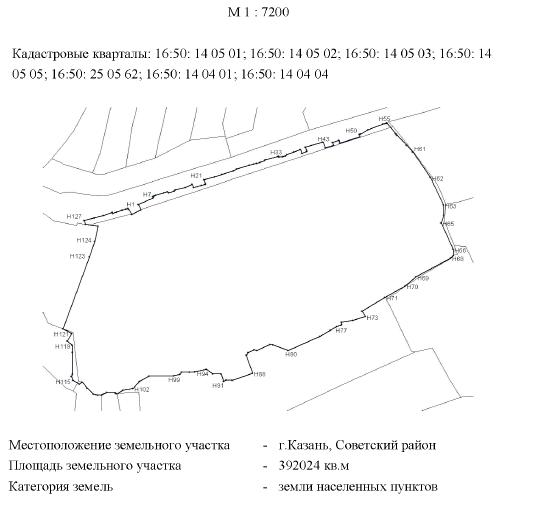 М 1 : 7200
Кадастровые кварталы: 16:50: 14 05 01; 16:50: 14 05 02; 16:50: 14 05 03; 16:50: 14
05 05; 16:50: 25 05 62; 16:50: 14 04 01; 16:50: 14 04 04
Н55
Н50
Н43
Н61
Н33
Н21
Н62
Н7
Н1
Н63
Н127
Н65
Н124
Н66
Н123
Н68
Н69
Н70
Н71
Н73
Н77
Н121
Н119
Н80
Н94
Н88
Н115
Н99
Н91
Н102
Местоположение земельного участка - г.Казань, Советский район
Площадь земельного участка - 392024 кв.м
Категория земель - земли населенных пунктов